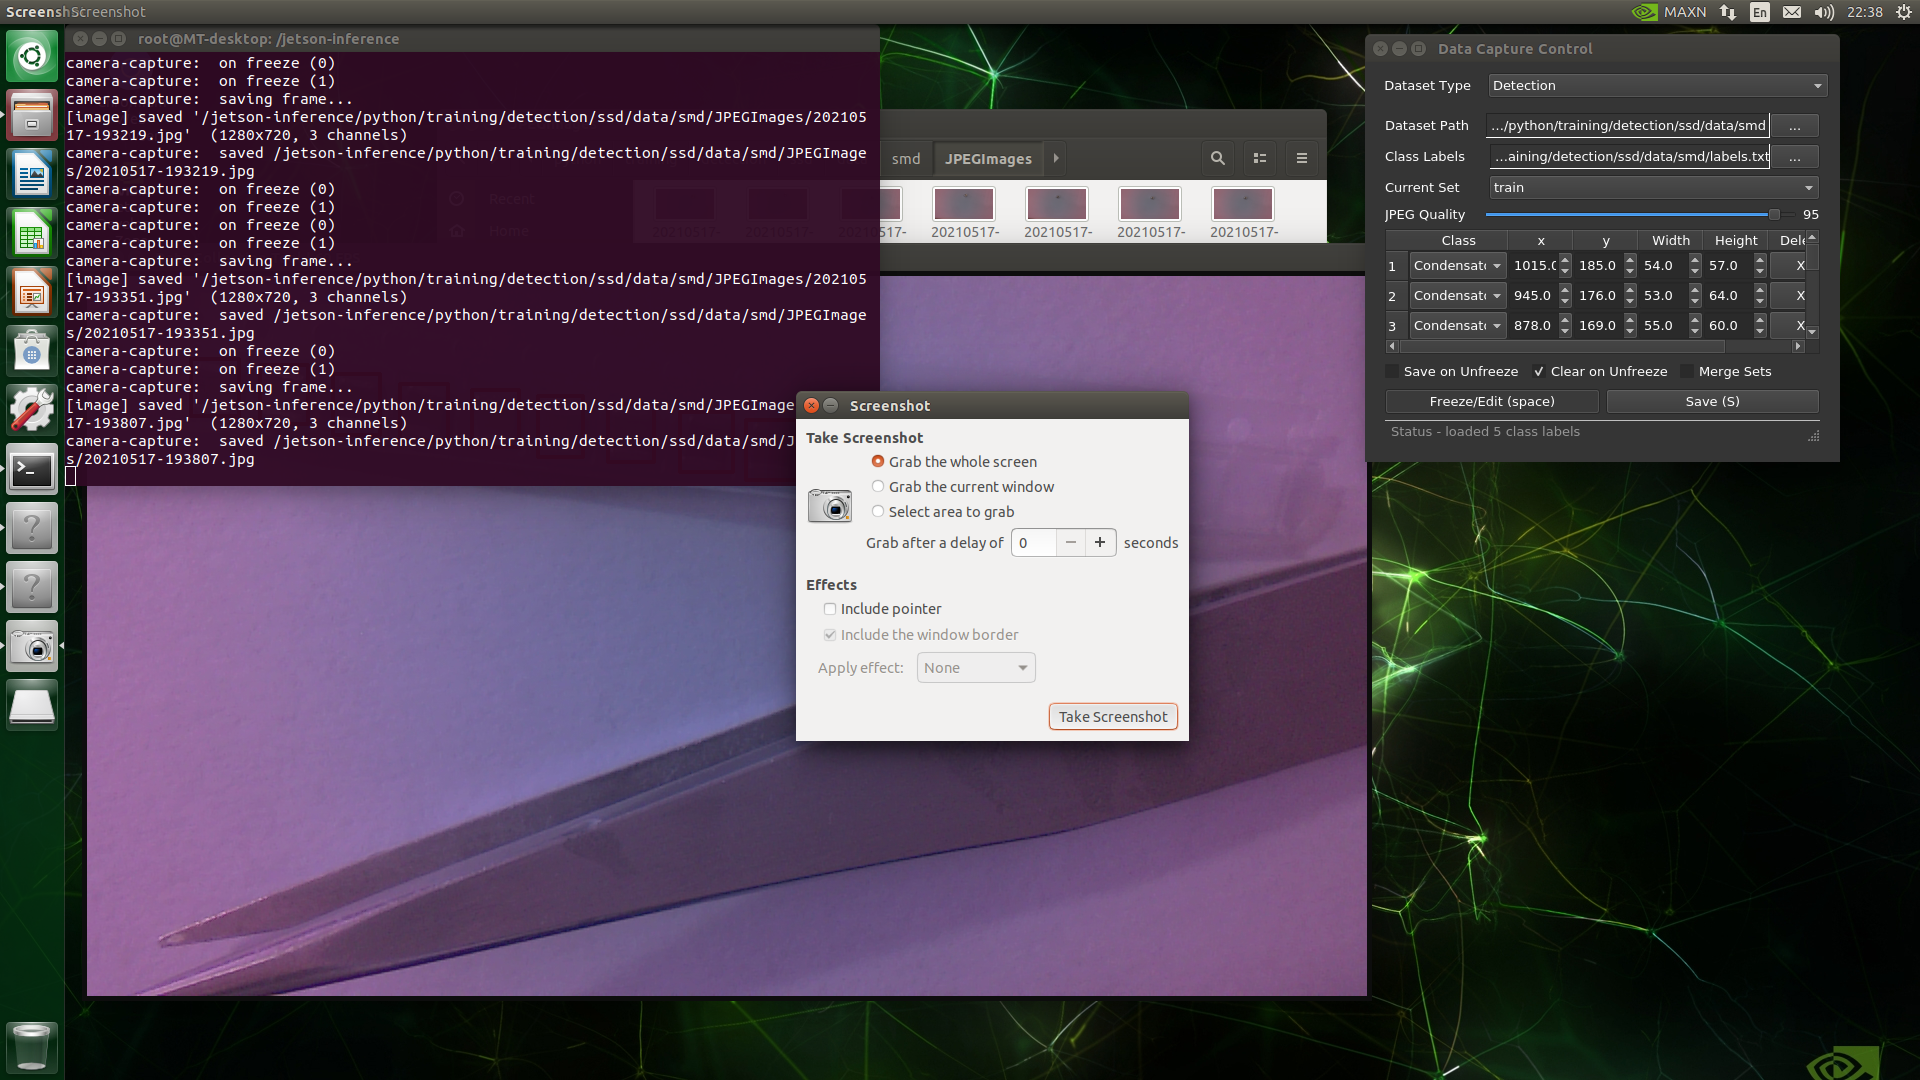 Screenshot
MAXN
En
22:38
root@MT-desktop: /jetson-inference
camera-capture:  on freeze (0)
camera-capture:  on freeze (1)
camera-capture:  saving frame...
[image] saved '/jetson-inference/python/training/detection/ssd/data/smd/JPEGImages/202105
17-193219.jpg'  (1280x720, 3 channels)
camera-capture:  saved /jetson-inference/python/training/detection/ssd/data/smd/JPEGImage
s/20210517-193219.jpg
camera-capture:  on freeze (0)
camera-capture:  on freeze (1)
camera-capture:  on freeze (0)
camera-capture:  on freeze (1)
camera-capture:  saving frame...
[image] saved '/jetson-inference/python/training/detection/ssd/data/smd/JPEGImages/202105
17-193351.jpg'  (1280x720, 3 channels)
camera-capture:  saved /jetson-inference/python/training/detection/ssd/data/smd/JPEGImage
s/20210517-193351.jpg
camera-capture:  on freeze (0)
camera-capture:  on freeze (1)
camera-capture:  saving frame...
[image] saved '/jetson-inference/python/training/detection/ssd/data/smd/JPEGImage
17-193807.jpg'  (1280x720, 3 channels)
camera-capture:  saved /jetson-inference/python/training/detection/ssd/data/smd/J
s/20210517-193807.jpg
Recent
Home
smd
JPEGImages
517-
20210517-
20210517-
20210517-
20210517-
Screenshot
Take Screenshot
Grab the whole screen
Grab the current window
Select area to grab
Grab after a delay of 0 − + seconds
Effects
Include pointer
Include the window border
Apply effect: None
Take Screenshot
Data Capture Control
Dataset Type Detection
Dataset Path .../python/training/detection/ssd/data/smd ...
Class Labels ...aining/detection/ssd/data/smd/labels.txt ...
Current Set train
JPEG Quality 95
Class x y Width Height Dele
1 Condensato 1015.0 185.0 54.0 57.0 X
2 Condensato 945.0 176.0 53.0 64.0 X
3 Condensato 878.0 169.0 55.0 60.0 X
Save on Unfreeze Clear on Unfreeze Merge Sets
Freeze/Edit (space) Save (S)
Status - loaded 5 class labels